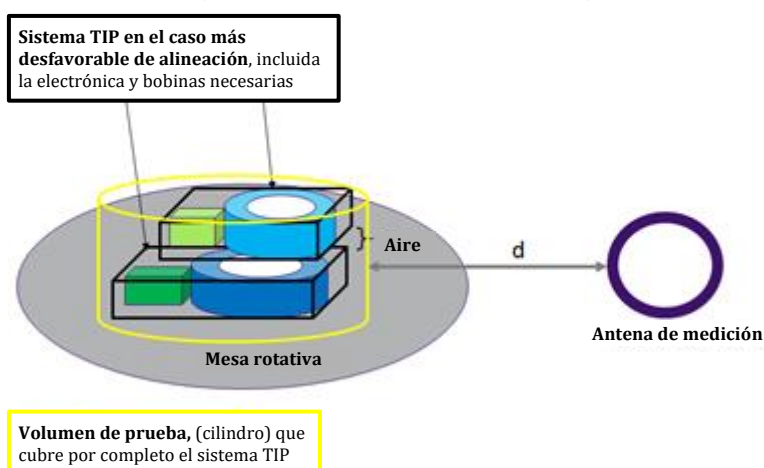 Sistema TIP en el caso más
desfavorable de alineación, incluida
la electrónica y bobinas necesarias
Aire
d
Antena de medición
Mesa rotativa
Volumen de prueba, (cilindro) que
cubre por completo el sistema TIP